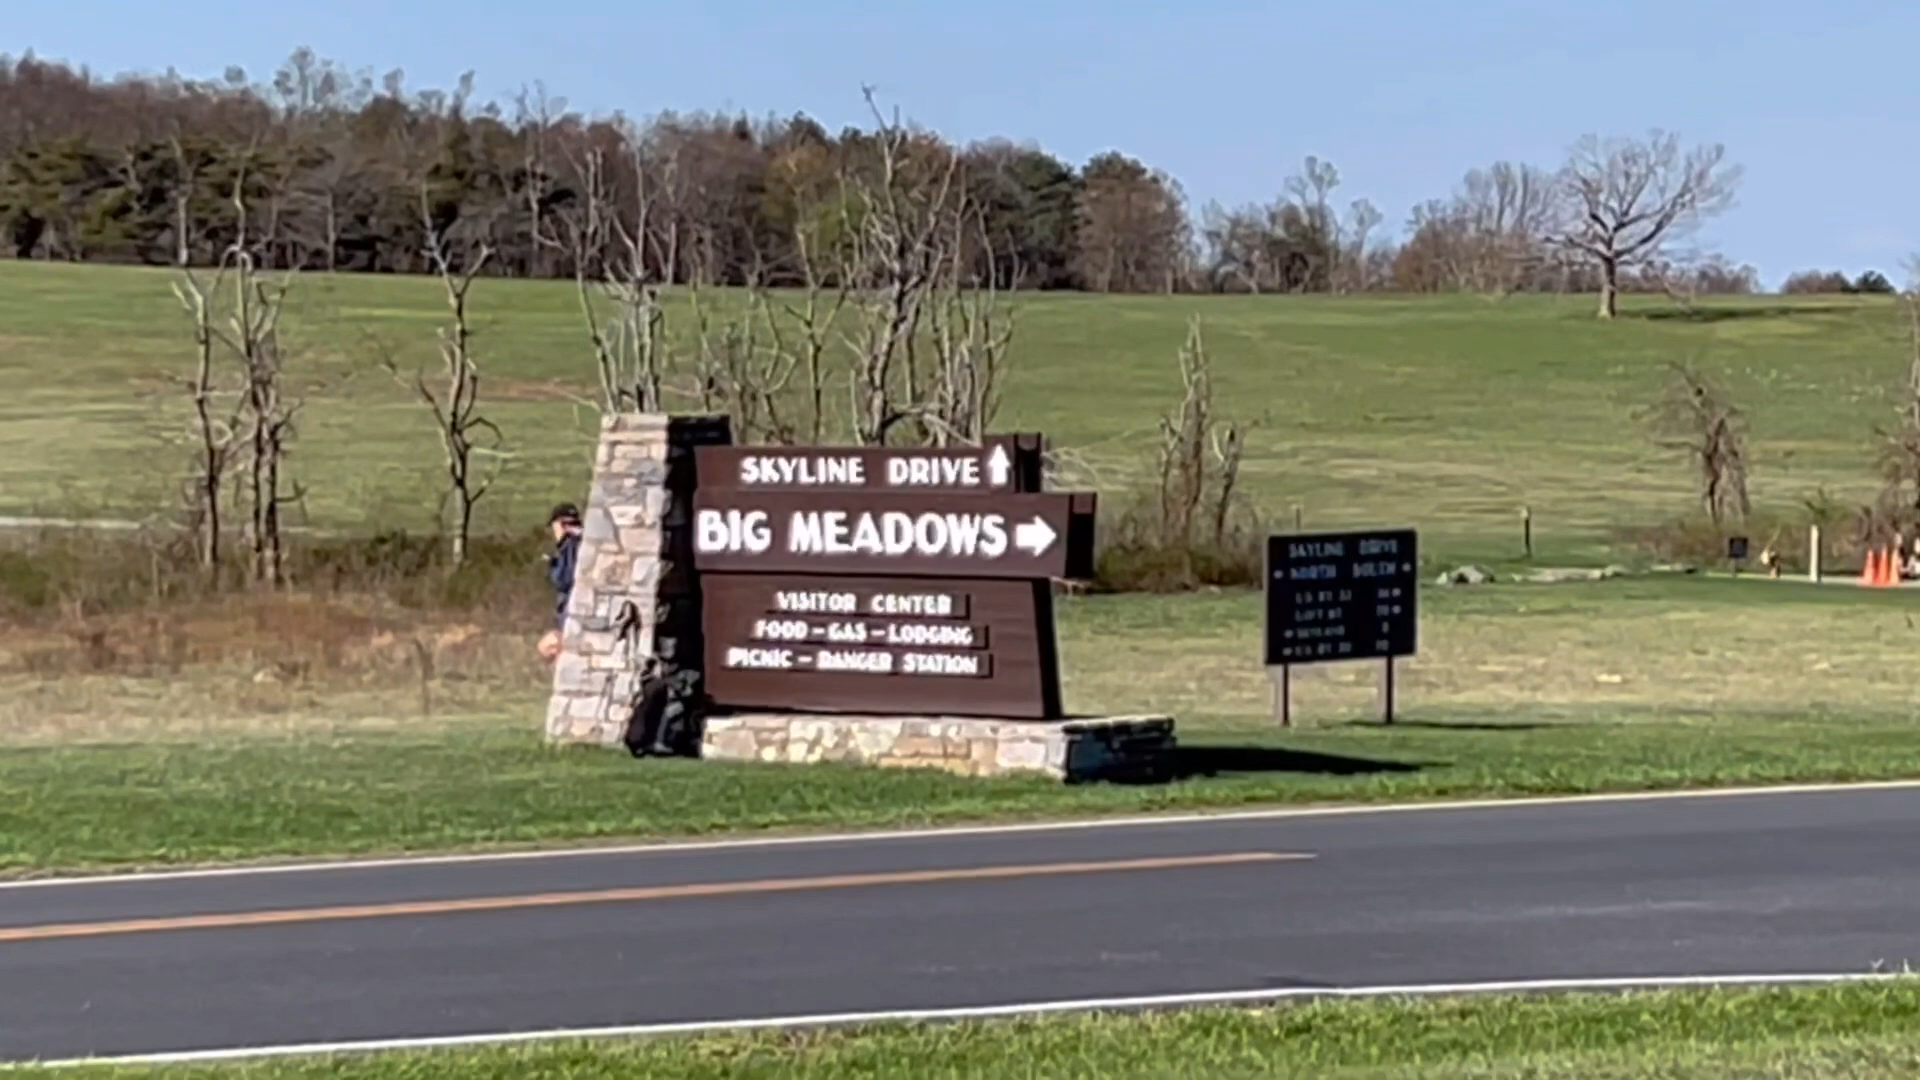 SKYLINE DRIVE ↑
BIG MEADOWS →
VISITOR CENTER
FOOD – GAS – LODGING
PICNIC – RANGER STATION
SKYLINE DRIVE
NORTH SOUTH